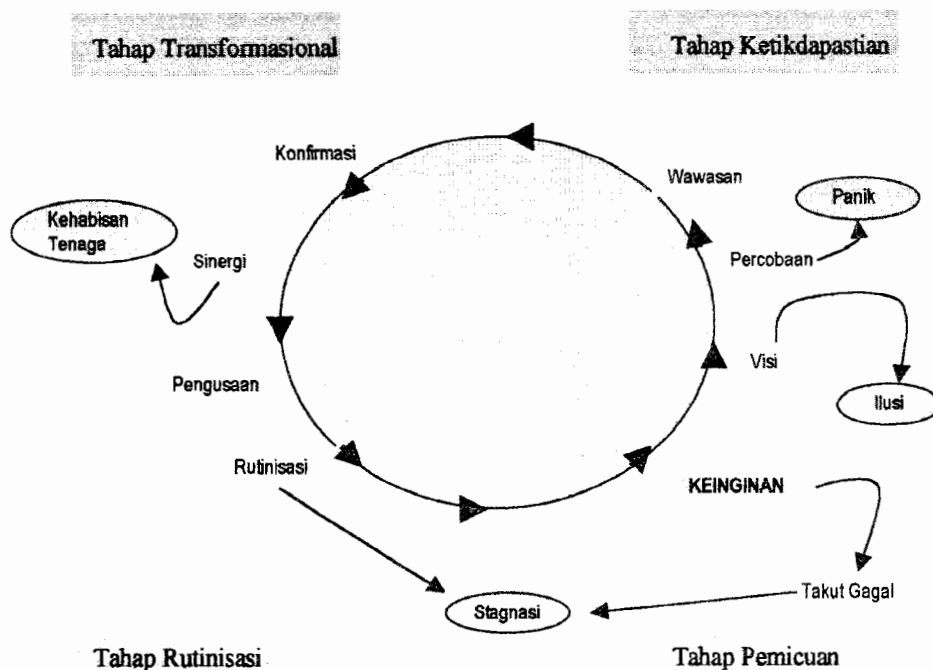 Tahap Transformasional
Tahap Ketikdapastian
Konfirmasi
Wawasan
Panik
Kehabisan
Tenaga
Sinergi
Percobaan
Visi
Pengusaan
Ilusi
Rutinisasi
KEINGINAN
Takut Gagal
Stagnasi
Tahap Rutinisasi
Tahap Pemicuan